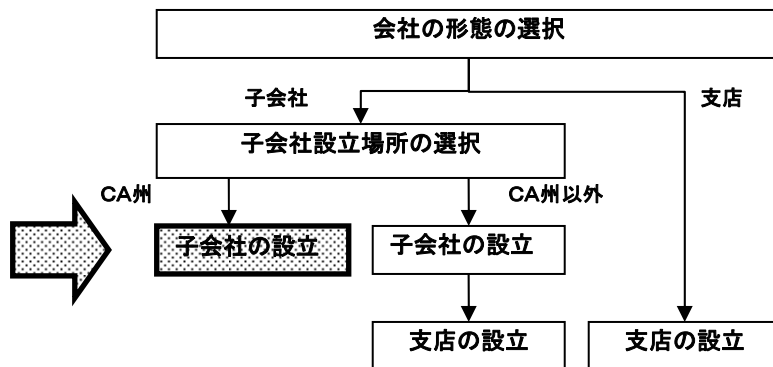 会社の形態の選択
子会社
支店
子会社設立場所の選択
CA州
CA州以外
子会社の設立
子会社の設立
支店の設立
支店の設立